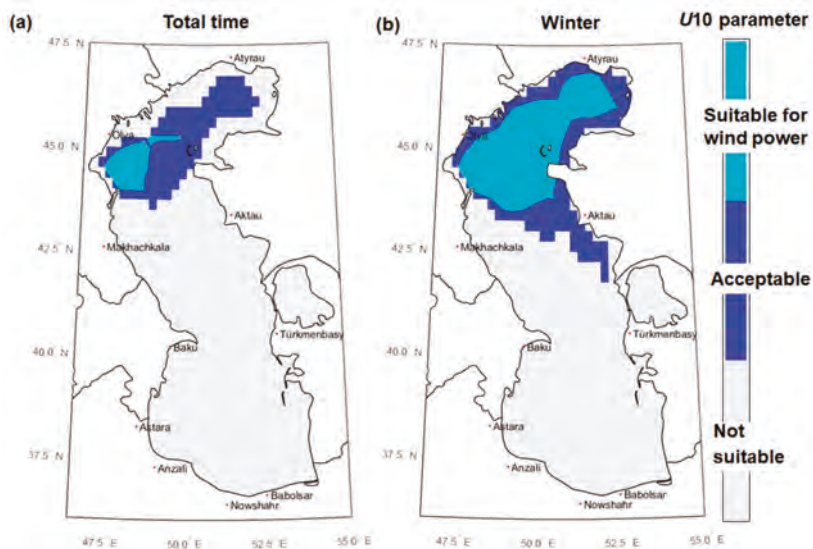 (a)
Total time
(b)
Winter
U10 parameter
47.5 N
45.0 N
42.5 N
40.0 N
37.5 N
Atyrau
Olya
Aktau
Makhachkala
Türkmenbasy
Baku
Astara
Anzali
Babolsar
Nowshahr
47.5 E
50.0 E
52.5 E
55.0 E
47.5 N
45.0 N
42.5 N
40.0 N
37.5 N
Atyrau
Olya
Aktau
Makhachkala
Türkmenbasy
Baku
Astara
Anzali
Babolsar
Nowshahr
47.5 E
50.0 E
52.5 E
55.0 E
Suitable for
wind power
Acceptable
Not
suitable